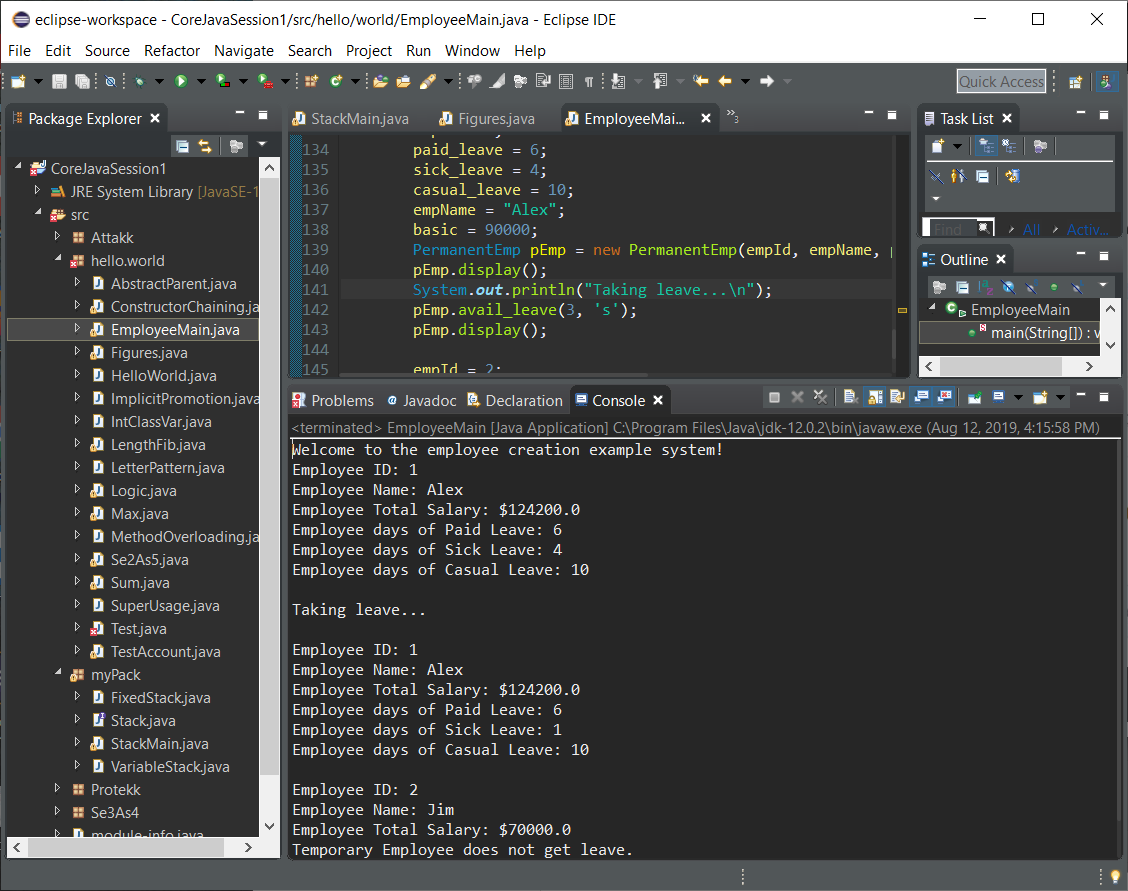 eclipse-workspace - CoreJavaSession1/src/hello/world/EmployeeMain.java - Eclipse IDE
File Edit Source Refactor Navigate Search Project Run Window Help
Quick Access
Package Explorer
CoreJavaSession1
JRE System Library [JavaSE-1
src
Attakk
hello.world
AbstractParent.java
ConstructorChaining.ja
EmployeeMain.java
Figures.java
HelloWorld.java
ImplicitPromotion.java
IntClassVar.java
LengthFib.java
LetterPattern.java
Logic.java
Max.java
MethodOverloading.ja
Se2As5.java
Sum.java
SuperUsage.java
Test.java
TestAccount.java
myPack
FixedStack.java
Stack.java
StackMain.java
VariableStack.java
Protekk
Se3As4
module-info.java
StackMain.java Figures.java EmployeeMai... »3
134 paid_leave = 6;
135 sick_leave = 4;
136 casual_leave = 10;
137 empName = "Alex";
138 basic = 90000;
139 PermanentEmp pEmp = new PermanentEmp(empId, empName, p
140 pEmp.display();
141 System.out.println("Taking leave...\n");
142 pEmp.avail_leave(3, 's');
143 pEmp.display();
144
145 empId = 2;
Task List
Find All Activ...
Outline
EmployeeMain
main(String[]) : v
Problems Javadoc Declaration Console
<terminated> EmployeeMain [Java Application] C:\Program Files\Java\jdk-12.0.2\bin\javaw.exe (Aug 12, 2019, 4:15:58 PM)
Welcome to the employee creation example system!
Employee ID: 1
Employee Name: Alex
Employee Total Salary: $124200.0
Employee days of Paid Leave: 6
Employee days of Sick Leave: 4
Employee days of Casual Leave: 10
Taking leave...
Employee ID: 1
Employee Name: Alex
Employee Total Salary: $124200.0
Employee days of Paid Leave: 6
Employee days of Sick Leave: 1
Employee days of Casual Leave: 10
Employee ID: 2
Employee Name: Jim
Employee Total Salary: $70000.0
Temporary Employee does not get leave.